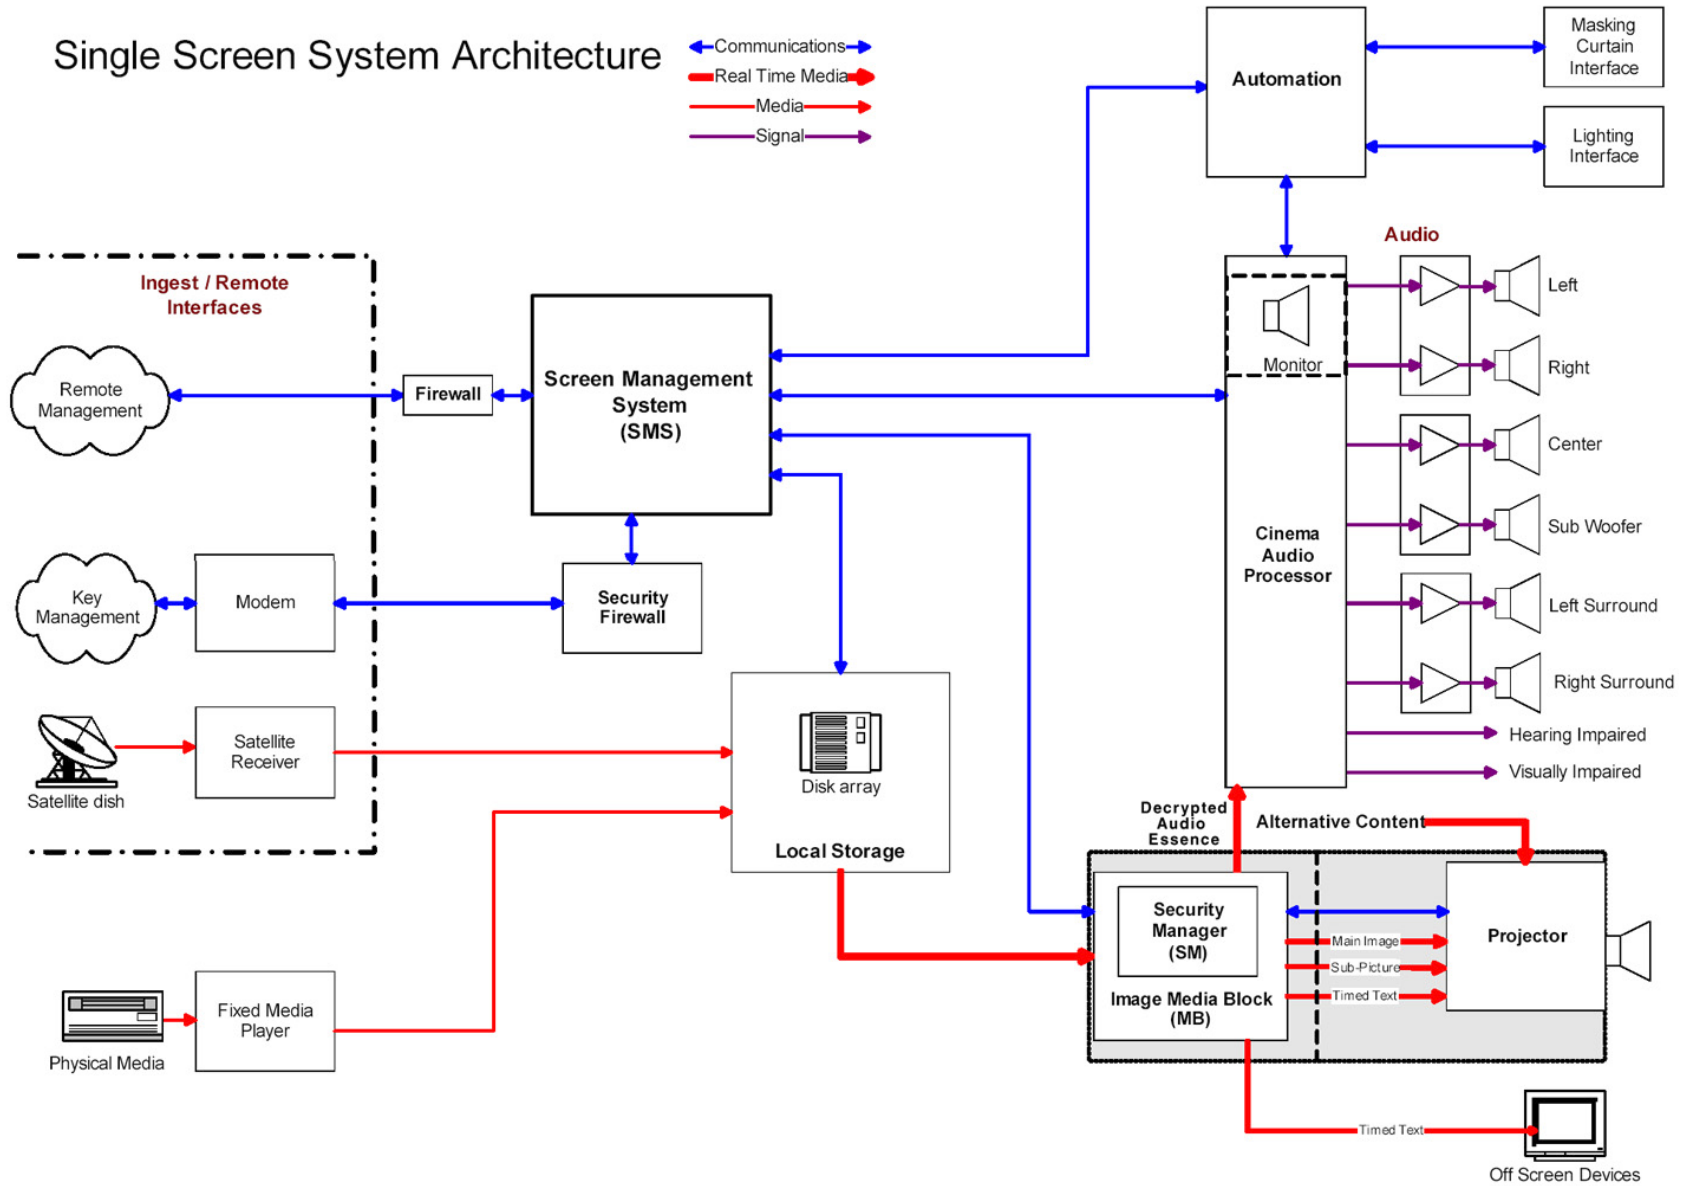 Single Screen System Architecture
Communications
Real Time Media
Media
Signal
Automation
Masking
Curtain
Interface
Lighting
Interface
Ingest / Remote
Interfaces
Remote
Management
Firewall
Screen Management
System
(SMS)
Key
Management
Modem
Security
Firewall
Satellite dish
Satellite
Receiver
Disk array
Local Storage
Physical Media
Fixed Media
Player
Audio
Monitor
Cinema
Audio
Processor
Left
Right
Center
Sub Woofer
Left Surround
Right Surround
Hearing Impaired
Visually Impaired
Decrypted
Audio
Essence
Alternative Content
Security
Manager
(SM)
Image Media Block
(MB)
Main Image
Sub-Picture
Timed Text
Projector
Timed Text
Off Screen Devices